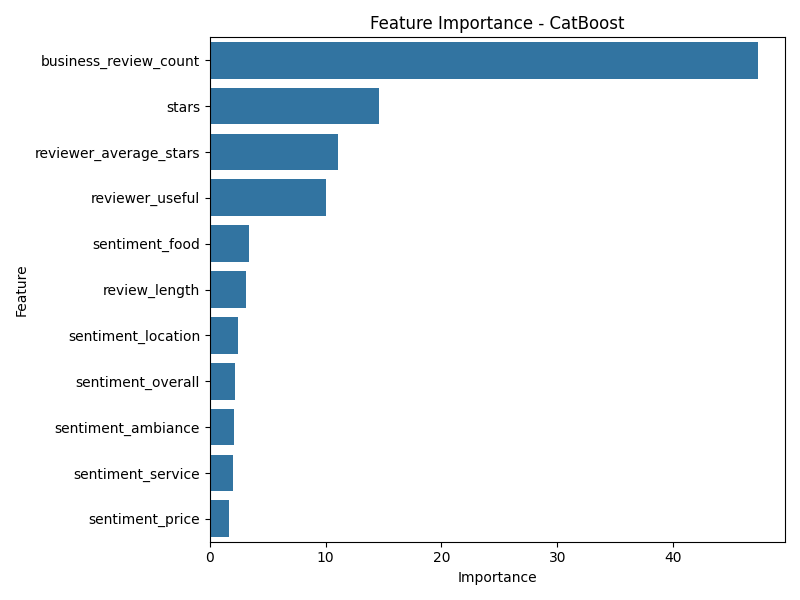 Feature Importance - CatBoost
business_review_count
stars
reviewer_average_stars
reviewer_useful
sentiment_food
review_length
sentiment_location
sentiment_overall
sentiment_ambiance
sentiment_service
sentiment_price
Feature
0 10 20 30 40
Importance